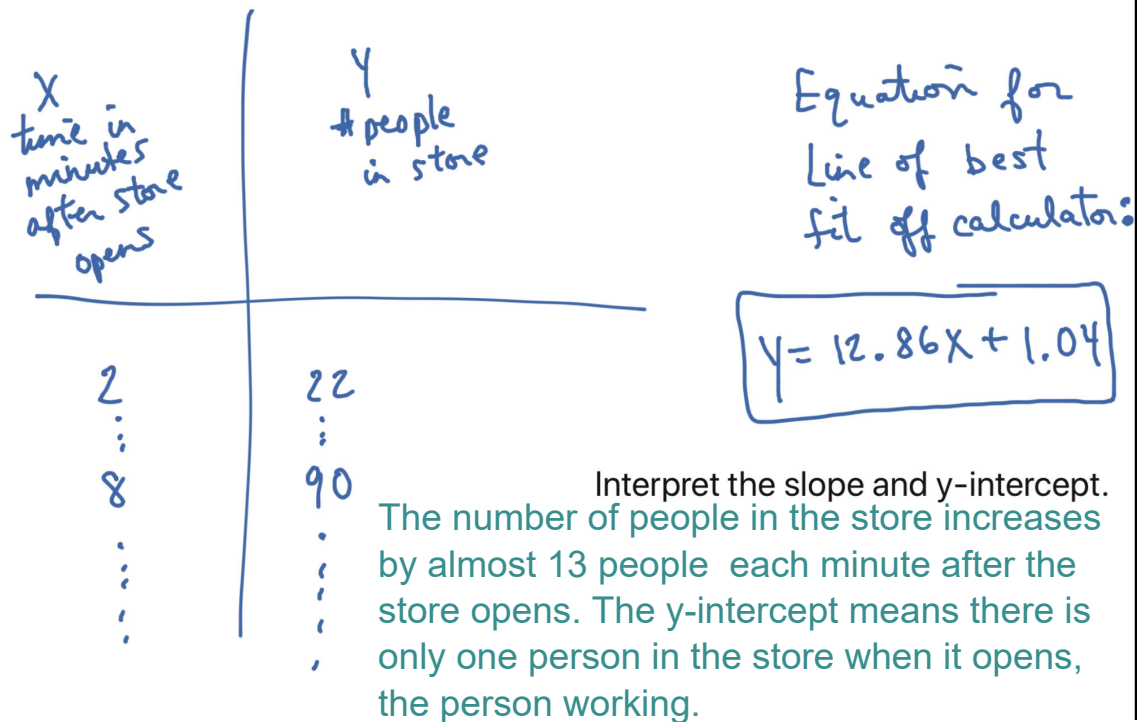 X
time in
minutes
after store
opens
Y
# people
in store
2
22
8
90
Equation for
Line of best
fit off calculator:
Y = 12.86X + 1.04
Interpret the slope and y-intercept.
The number of people in the store increases
by almost 13 people each minute after the
store opens. The y-intercept means there is
only one person in the store when it opens,
the person working.